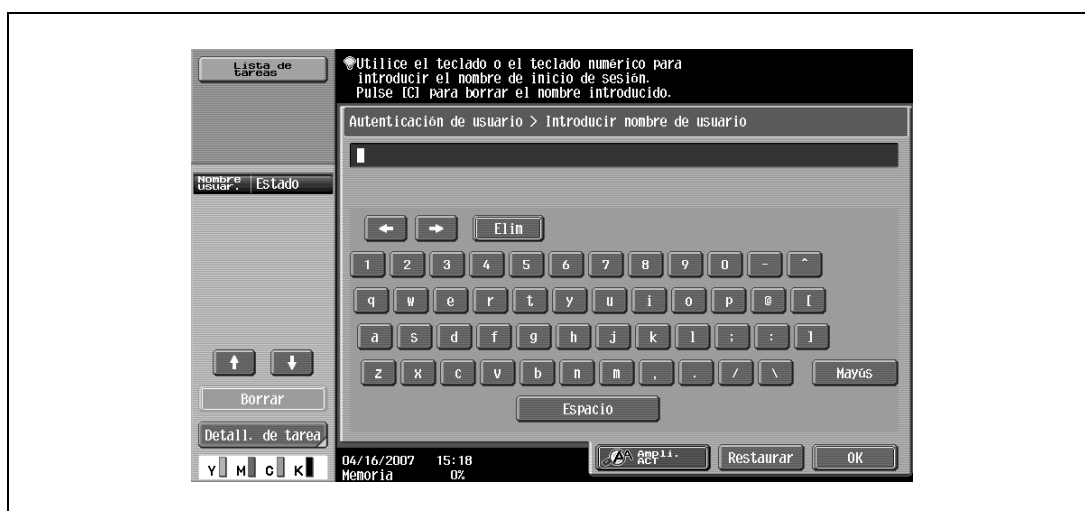 Lista de
tareas
Utilice el teclado o el teclado numérico para
introducir el nombre de inicio de sesión.
Pulse [C] para borrar el nombre introducido.
Autenticación de usuario > Introducir nombre de usuario
Nombre
usuar.
Estado
Elim
1 2 3 4 5 6 7 8 9 0 - ^
q w e r t y u i o p @ [
a s d f g h j k l ; : ]
z x c v b n m , . / \ Mayús
Espacio
Borrar
Detall. de tarea
Y M C K
04/16/2007 15:18
Memoria 0%
Ampli.
ACT
Restaurar
OK